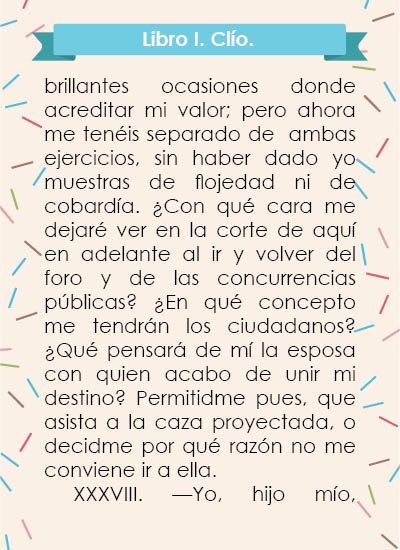 Libro I. Clío.
brillantes ocasiones donde
acreditar mi valor; pero ahora
me tenéis separado de ambas
ejercicios, sin haber dado yo
muestras de flojedad ni de
cobardía. ¿Con qué cara me
dejaré ver en la corte de aquí
en adelante al ir y volver del
foro y de las concurrencias
públicas? ¿En qué concepto
me tendrán los ciudadanos?
¿Qué pensará de mí la esposa
con quien acabo de unir mi
destino? Permitidme pues, que
asista a la caza proyectada, o
decidme por qué razón no me
conviene ir a ella.
XXXVIII. —Yo, hijo mío,